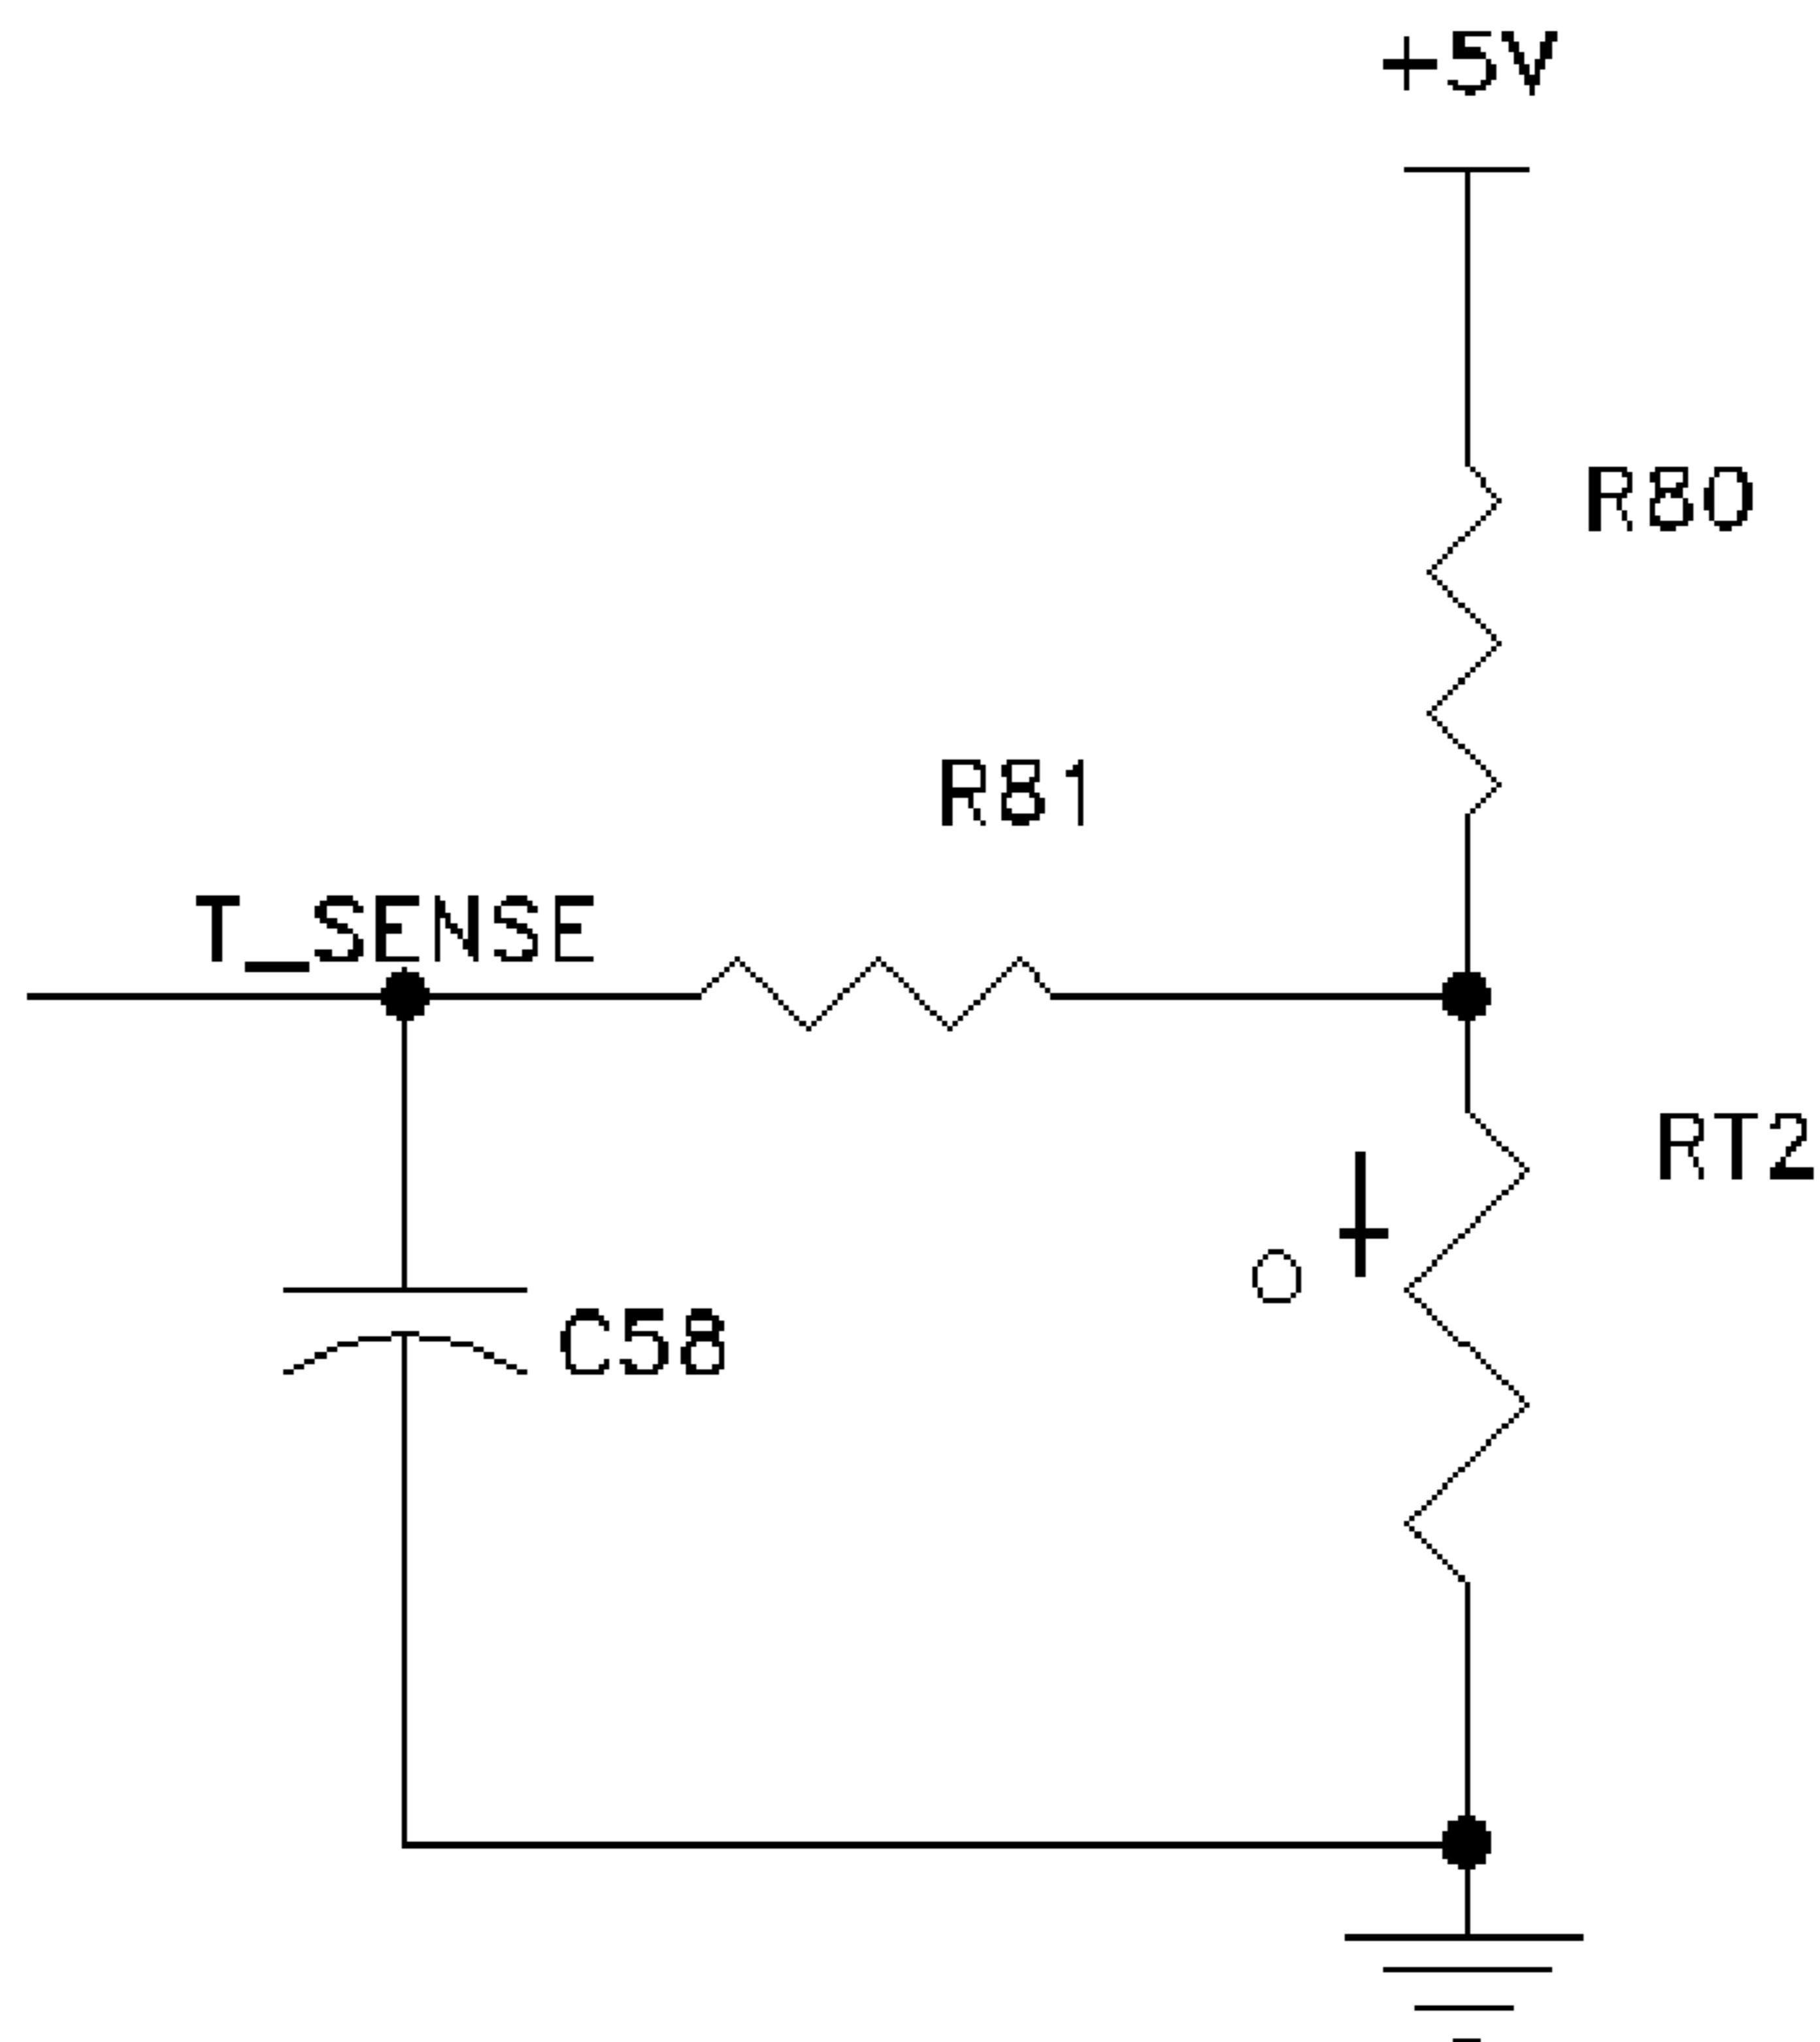 +5V
R80
R81
T_SENSE
RT2
O t
C58